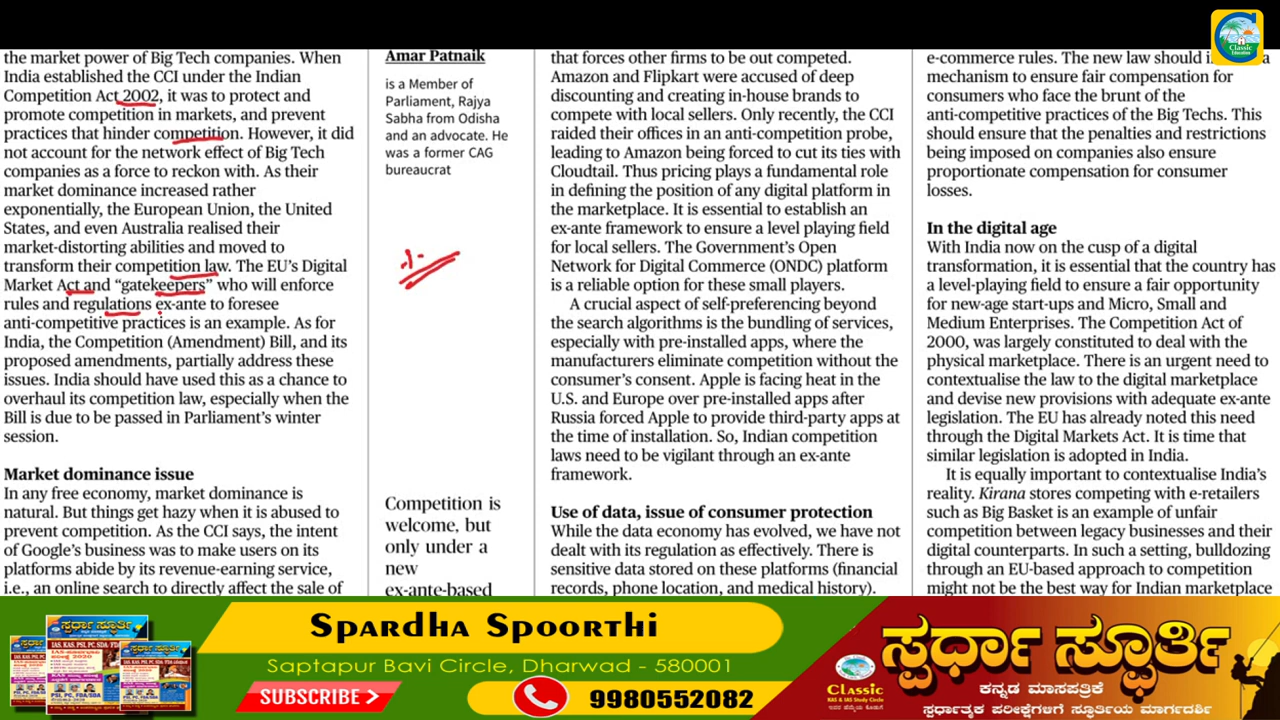 the market power of Big Tech companies. When
India established the CCI under the Indian
Competition Act 2002, it was to protect and
promote competition in markets, and prevent
practices that hinder competition. However, it did
not account for the network effect of Big Tech
companies as a force to reckon with. As their
market dominance increased rather
exponentially, the European Union, the United
States, and even Australia realised their
market-distorting abilities and moved to
transform their competition law. The EU's Digital
Market Act and “gatekeepers” who will enforce
rules and regulations ex-ante to foresee
anti-competitive practices is an example. As for
India, the Competition (Amendment) Bill, and its
proposed amendments, partially address these
issues. India should have used this as a chance to
overhaul its competition law, especially when the
Bill is due to be passed in Parliament's winter
session.
Market dominance issue
In any free economy, market dominance is
natural. But things get hazy when it is abused to
prevent competition. As the CCI says, the intent
of Google's business was to make users on its
platforms abide by its revenue-earning service,
i.e., an online search to directly affect the sale of
Amar Patnaik
is a Member of
Parliament, Rajya
Sabha from Odisha
and an advocate. He
was a former CAG
bureaucrat
Competition is
welcome, but
only under a
new
ex-ante-based
that forces other firms to be out competed.
Amazon and Flipkart were accused of deep
discounting and creating in-house brands to
compete with local sellers. Only recently, the CCI
raided their offices in an anti-competition probe,
leading to Amazon being forced to cut its ties with
Cloudtail. Thus pricing plays a fundamental role
in defining the position of any digital platform in
the marketplace. It is essential to establish an
ex-ante framework to ensure a level playing field
for local sellers. The Government's Open
Network for Digital Commerce (ONDC) platform
is a reliable option for these small players.
A crucial aspect of self-preferencing beyond
the search algorithms is the bundling of services,
especially with pre-installed apps, where the
manufacturers eliminate competition without the
consumer's consent. Apple is facing heat in the
U.S. and Europe over pre-installed apps after
Russia forced Apple to provide third-party apps at
the time of installation. So, Indian competition
laws need to be vigilant through an ex-ante
framework.
Use of data, issue of consumer protection
While the data economy has evolved, we have not
dealt with its regulation as effectively. There is
sensitive data stored on these platforms (financial
records, phone location, and medical history).
e-commerce rules. The new law should
mechanism to ensure fair compensation for
consumers who face the brunt of the
anti-competitive practices of the Big Techs. This
should ensure that the penalties and restrictions
being imposed on companies also ensure
proportionate compensation for consumer
losses.
In the digital age
With India now on the cusp of a digital
transformation, it is essential that the country has
a level-playing field to ensure a fair opportunity
for new-age start-ups and Micro, Small and
Medium Enterprises. The Competition Act of
2000, was largely constituted to deal with the
physical marketplace. There is an urgent need to
contextualise the law to the digital marketplace
and devise new provisions with adequate ex-ante
legislation. The EU has already noted this need
through the Digital Markets Act. It is time that
similar legislation is adopted in India.
It is equally important to contextualise India's
reality. Kirana stores competing with e-retailers
such as Big Basket is an example of unfair
competition between legacy businesses and their
digital counterparts. In such a setting, bulldozing
through an EU-based approach to competition
might not be the best way for Indian marketplace
Classic
Education
ಸ್ಪರ್ಧಾ ಸ್ಫೂರ್ತಿ
Spardha Spoorthi
Saptapur Bavi Circle, Dharwad - 580001
SUBSCRIBE >
9980552082
Classic
IAS & KAS Study Circle
ಸ್ಪರ್ಧಾ ಸ್ಫೂರ್ತಿ
ಕನ್ನಡ ಮಾಸಪತ್ರಿಕೆ
ಸ್ಪರ್ಧಾತ್ಮಕ ಪರೀಕ್ಷೆಗಳಿಗೆ ಸ್ಫೂರ್ತಿಯ ಮಾರ್ಗದರ್ಶಿ